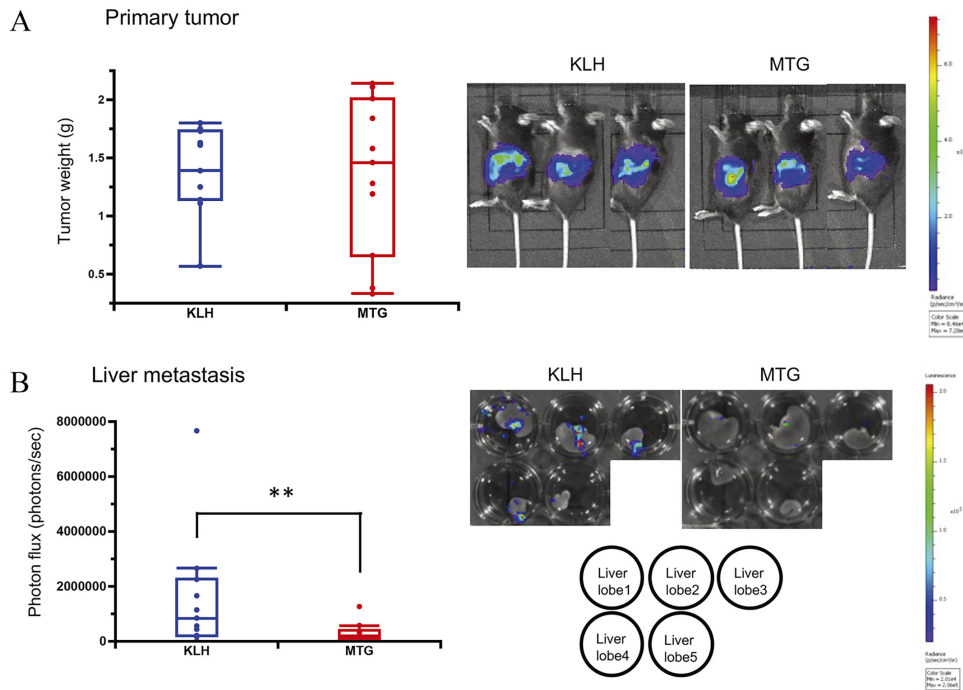 A
Primary tumor
KLH
MTG
Tumor weight (g)
2
1.5
1
0.5
KLH
MTG
6.0
4.0
2.0
Radiance
Color Scale
B
Liver metastasis
KLH
MTG
Photon flux (photons/sec)
8000000
6000000
4000000
2000000
0
**
KLH
MTG
Liver
lobe1
Liver
lobe2
Liver
lobe3
Liver
lobe4
Liver
lobe5
Luminescence
2.0
1.5
1.0
0.5
Radiance
Color Scale